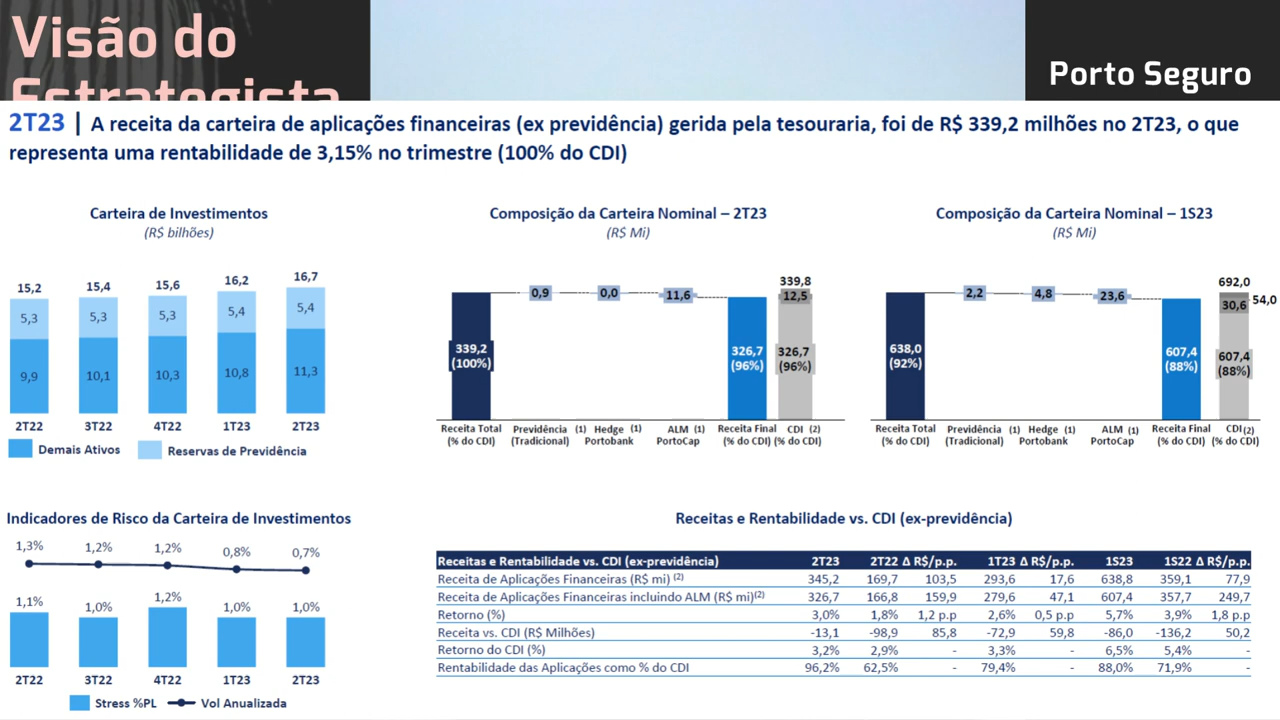 Visão do
Estrategista
Porto Seguro
2T23 | A receita da carteira de aplicações financeiras (ex previdência) gerida pela tesouraria, foi de R$ 339,2 milhões no 2T23, o que
representa uma rentabilidade de 3,15% no trimestre (100% do CDI)
Carteira de Investimentos
(R$ bilhões)
15,2 15,4 15,6 16,2 16,7
5,3 5,3 5,3 5,4 5,4
9,9 10,1 10,3 10,8 11,3
2T22 3T22 4T22 1T23 2T23
Demais Ativos Reservas de Previdência
Composição da Carteira Nominal – 2T23
(R$ Mi)
339,8
0,9 0,0 11,6 12,5
339,2 326,7 326,7
(100%) (96%) (96%)
Receita Total Previdência (1) Hedge (1) ALM (1) Receita Final CDI (2)
(% do CDI) (Tradicional) Portobank PortoCap (% do CDI) (% do CDI)
Composição da Carteira Nominal – 1S23
(R$ Mi)
692,0
2,2 4,8 23,6 30,6 54,0
638,0 607,4 607,4
(92%) (88%) (88%)
Receita Total Previdência (1) Hedge (1) ALM (1) Receita Final CDI (2)
(% do CDI) (Tradicional) Portobank PortoCap (% do CDI) (% do CDI)
Indicadores de Risco da Carteira de Investimentos
1,3% 1,2% 1,2% 0,8% 0,7%
1,1% 1,0% 1,2% 1,0% 1,0%
2T22 3T22 4T22 1T23 2T23
Stress %PL Vol Anualizada
Receitas e Rentabilidade vs. CDI (ex-previdência)
Receitas e Rentabilidade vs. CDI (ex-previdência) 2T23 2T22 Δ R$/p.p. 1T23 Δ R$/p.p. 1S23 1S22 Δ R$/p.p.
Receita de Aplicações Financeiras (R$ mi) (2) 345,2 169,7 103,5 293,6 17,6 638,8 359,1 77,9
Receita de Aplicações Financeiras incluindo ALM (R$ mi)(2) 326,7 166,8 159,9 279,6 47,1 607,4 357,7 249,7
Retorno (%) 3,0% 1,8% 1,2 p.p 2,6% 0,5 p.p 5,7% 3,9% 1,8 p.p
Receita vs. CDI (R$ Milhões) -13,1 -98,9 85,8 -72,9 59,8 -86,0 -136,2 50,2
Retorno do CDI (%) 3,2% 2,9% - 3,3% - 6,5% 5,4% -
Rentabilidade das Aplicações como % do CDI 96,2% 62,5% - 79,4% - 88,0% 71,9% -